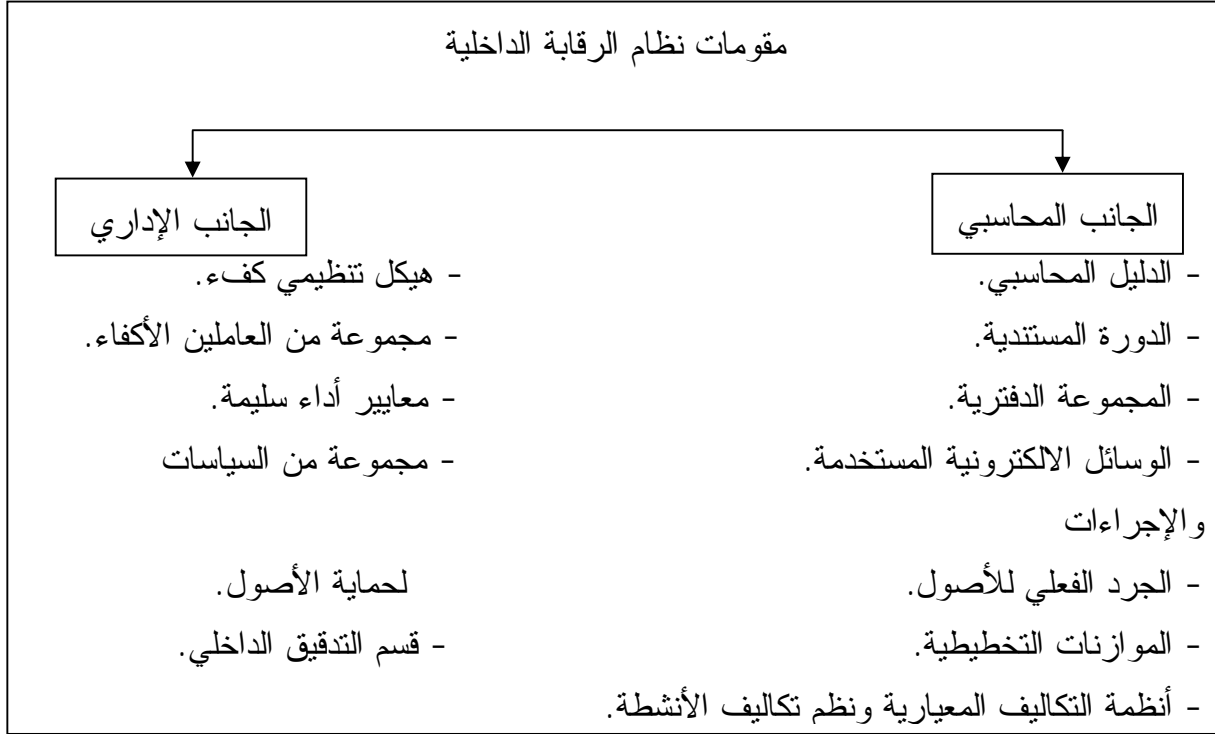 مقومات نظام الرقابة الداخلية
الجانب المحاسبي
الجانب الإداري
- الدليل المحاسبي. - هيكل تنظيمي كفء.
- الدورة المستندية. - مجموعة من العاملين الأكفاء.
- المجموعة الدفترية. - معايير أداء سليمة.
- الوسائل الالكترونية المستخدمة. - مجموعة من السياسات
والإجراءات
- الجرد الفعلي للأصول. لحماية الأصول.
- الموازنات التخطيطية. - قسم التدقيق الداخلي.
- أنظمة التكاليف المعيارية ونظم تكاليف الأنشطة.